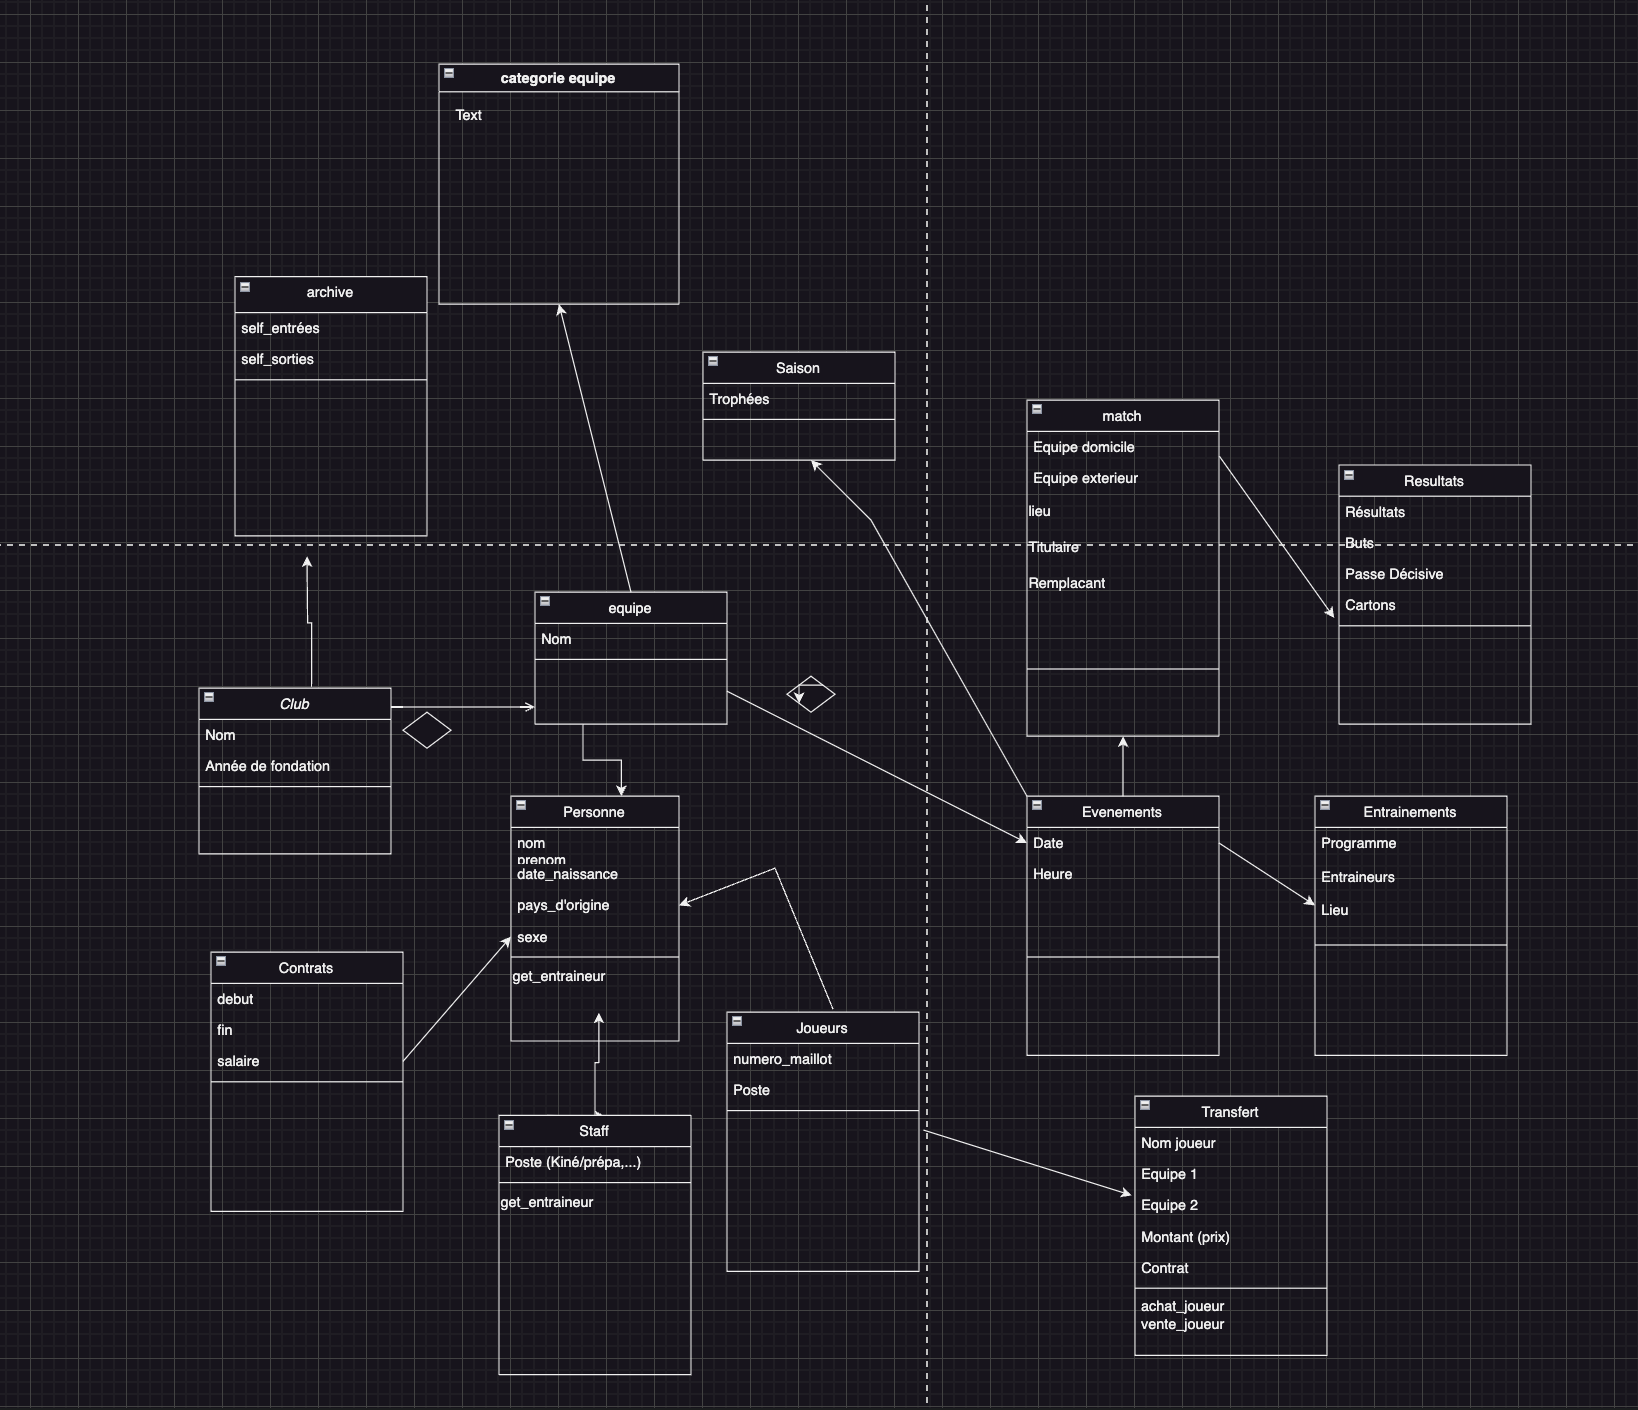 categorie equipe
Text
archive
self_entrées
self_sorties
Saison
Trophées
match
Equipe domicile
Equipe exterieur
lieu
Titulaire
Remplacant
Resultats
Résultats
Buts
Passe Décisive
Cartons
equipe
Nom
Club
Nom
Année de fondation
Personne
nom
prenom
date_naissance
pays_d'origine
sexe
get_entraineur
Evenements
Date
Heure
Entrainements
Programme
Entraineurs
Lieu
Contrats
debut
fin
salaire
Joueurs
numero_maillot
Poste
Staff
Poste (Kiné/prépa,...)
get_entraineur
Transfert
Nom joueur
Equipe 1
Equipe 2
Montant (prix)
Contrat
achat_joueur
vente_joueur